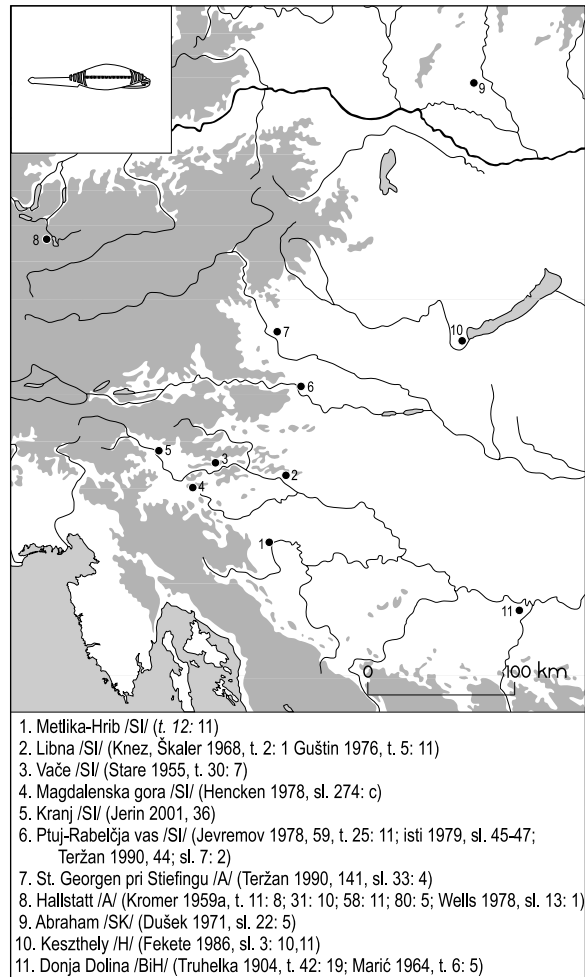 9
8
7
10
6
5
3
2
4
1
11
0 100 km
1. Metlika-Hrib /SI/ (t. 12: 11)
2. Libna /SI/ (Knez, Škaler 1968, t. 2: 1 Guštin 1976, t. 5: 11)
3. Vače /SI/ (Stare 1955, t. 30: 7)
4. Magdalenska gora /SI/ (Hencken 1978, sl. 274: c)
5. Kranj /SI/ (Jerin 2001, 36)
6. Ptuj-Rabelčja vas /SI/ (Jevremov 1978, 59, t. 25: 11; isti 1979, sl. 45-47;
Teržan 1990, 44; sl. 7: 2)
7. St. Georgen pri Stiefingu /A/ (Teržan 1990, 141, sl. 33: 4)
8. Hallstatt /A/ (Kromer 1959a, t. 11: 8; 31: 10; 58: 11; 80: 5; Wells 1978, sl. 13: 1)
9. Abraham /SK/ (Dušek 1971, sl. 22: 5)
10. Keszthely /H/ (Fekete 1986, sl. 3: 10,11)
11. Donja Dolina /BiH/ (Truhelka 1904, t. 42: 19; Marić 1964, t. 6: 5)